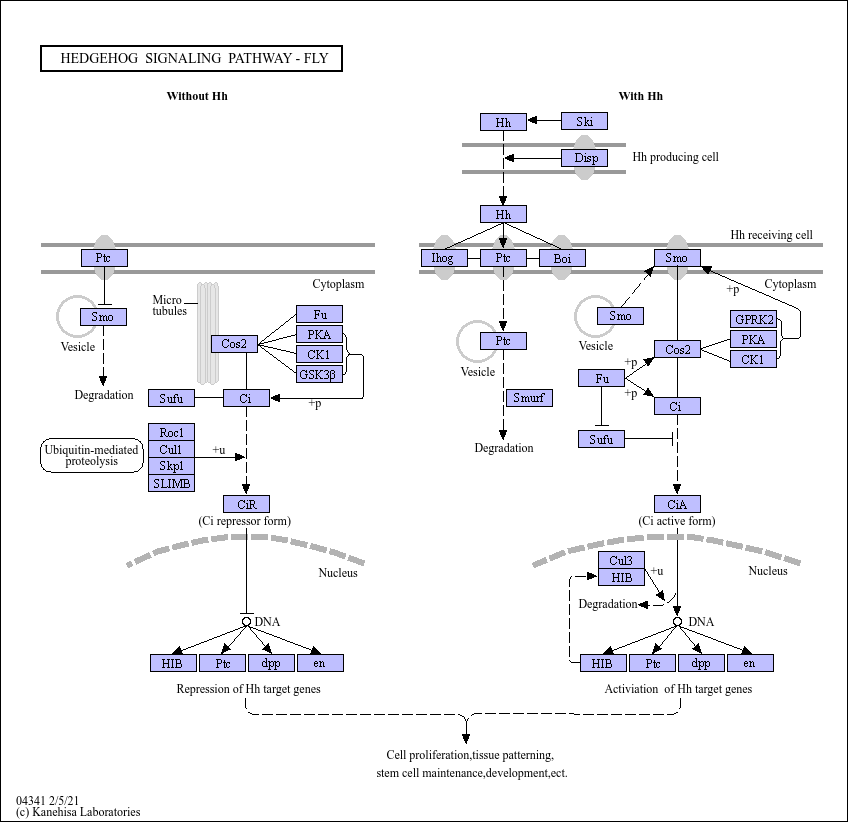 HEDGEHOG SIGNALING PATHWAY - FLY
Without Hh
With Hh
Hh
Ski
Disp
Hh producing cell
Hh
Hh receiving cell
Ptc
Ihog
Ptc
Boi
Smo
Cytoplasm
Cytoplasm
Micro
tubules
Smo
Vesicle
Degradation
Fu
PKA
CK1
GSK3β
Cos2
+p
Sufu
Ci
Roc1
Cul1
Skp1
SLIMB
Ubiquitin-mediated
proteolysis
+u
CiR
(Ci repressor form)
Nucleus
DNA
HIB
Ptc
dpp
en
Repression of Hh target genes
Ptc
Vesicle
Smurf
Degradation
Smo
Vesicle
+p
GPRK2
PKA
CK1
Cos2
+p
Fu
+p
Ci
Sufu
CiA
(Ci active form)
Nucleus
Cul3
HIB
+u
Degradation
DNA
HIB
Ptc
dpp
en
Activiation of Hh target genes
Cell proliferation,tissue patterning,
stem cell maintenance,development,ect.
04341 2/5/21
(c) Kanehisa Laboratories